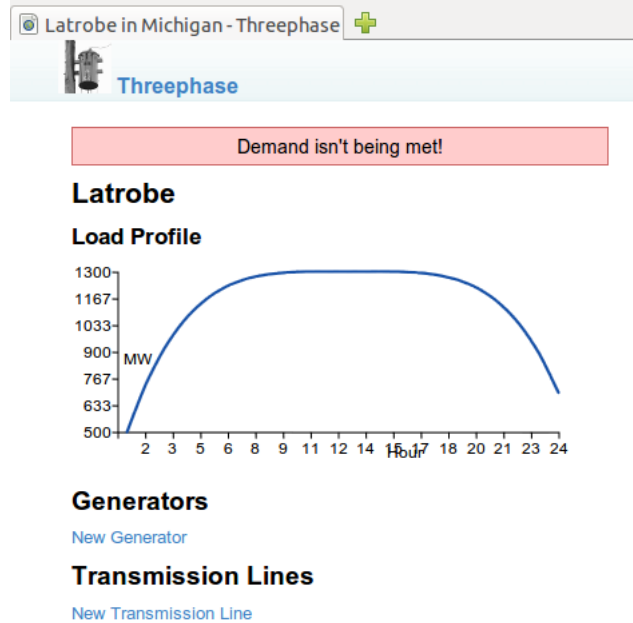 Latrobe in Michigan - Threephase
Threephase
Demand isn't being met!
Latrobe
Load Profile
1300
1167
1033
900
MW
767
633
500
2 3 5 6 8 9 11 12 14 15 17 18 20 21 23 24
Hour
Generators
New Generator
Transmission Lines
New Transmission Line